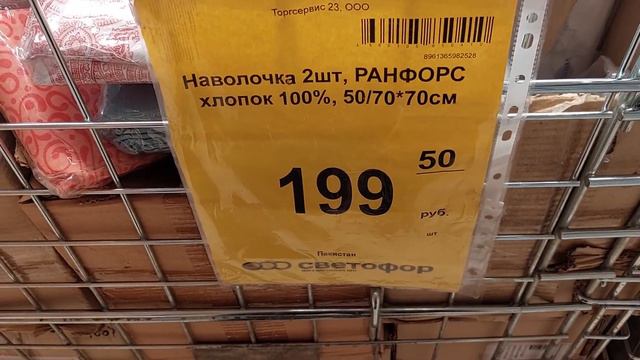 Торгсервис 23, ООО
8961365982528
Наволочка 2шт, РАНФОРС
хлопок 100%, 50/70*70см
199 50
руб.
шт
Пакистан
светофор